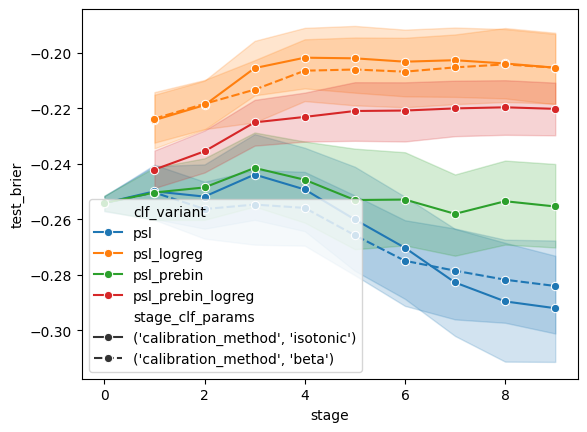 −0.20
−0.22
−0.24
−0.26
−0.28
−0.30
test_brier
clf_variant
psl
psl_logreg
psl_prebin
psl_prebin_logreg
stage_clf_params
('calibration_method', 'isotonic')
('calibration_method', 'beta')
0
2
4
6
8
stage